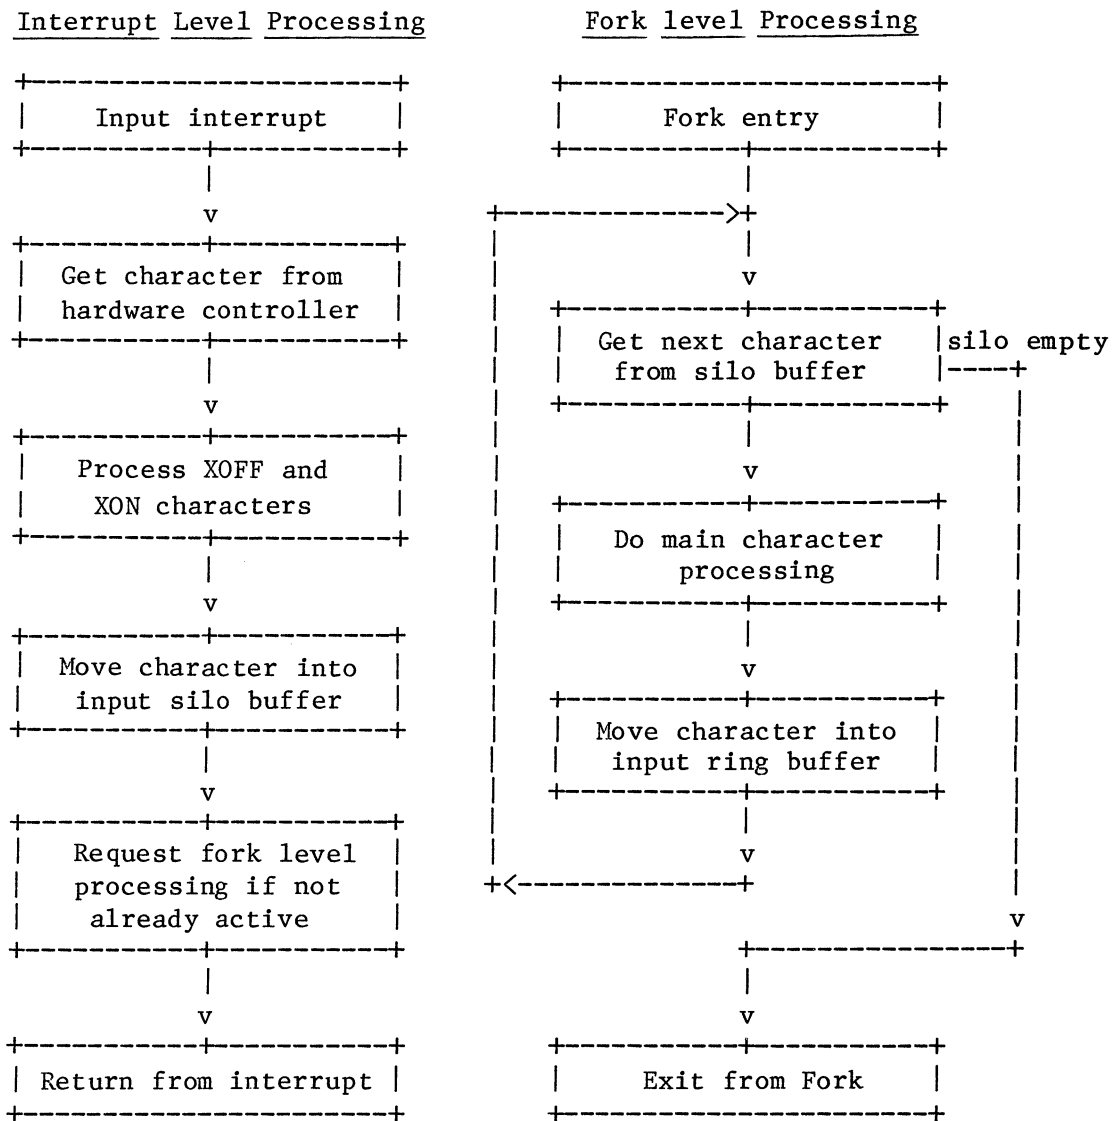 Interrupt Level Processing
Input interrupt
Get character from
hardware controller
Process XOFF and
XON characters
Move character into
input silo buffer
Request fork level
processing if not
already active
Return from interrupt
Fork level Processing
Fork entry
Get next character
from silo buffer
silo empty
Do main character
processing
Move character into
input ring buffer
Exit from Fork